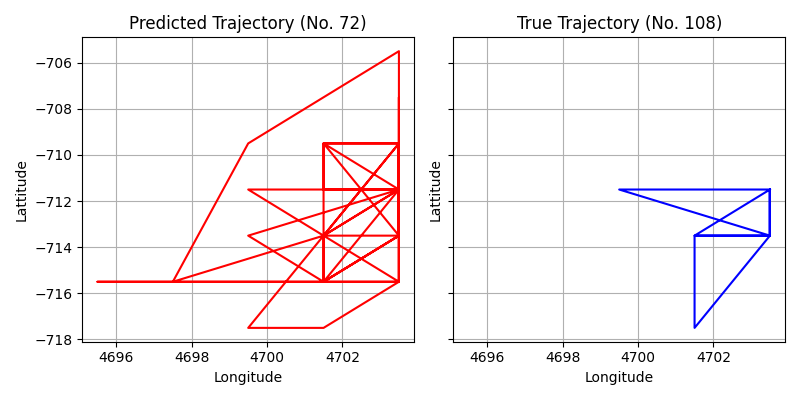 Predicted Trajectory (No. 72)
True Trajectory (No. 108)
−706
−708
−710
−712
−714
−716
−718
Lattitude
Lattitude
4696 4698 4700 4702
4696 4698 4700 4702
Longitude
Longitude